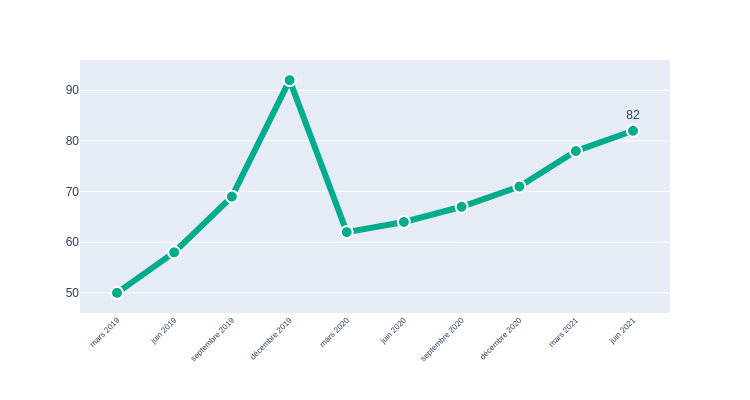 90
80
70
60
50
82
mars 2019
juin 2019
septembre 2019
décembre 2019
mars 2020
juin 2020
septembre 2020
décembre 2020
mars 2021
juin 2021